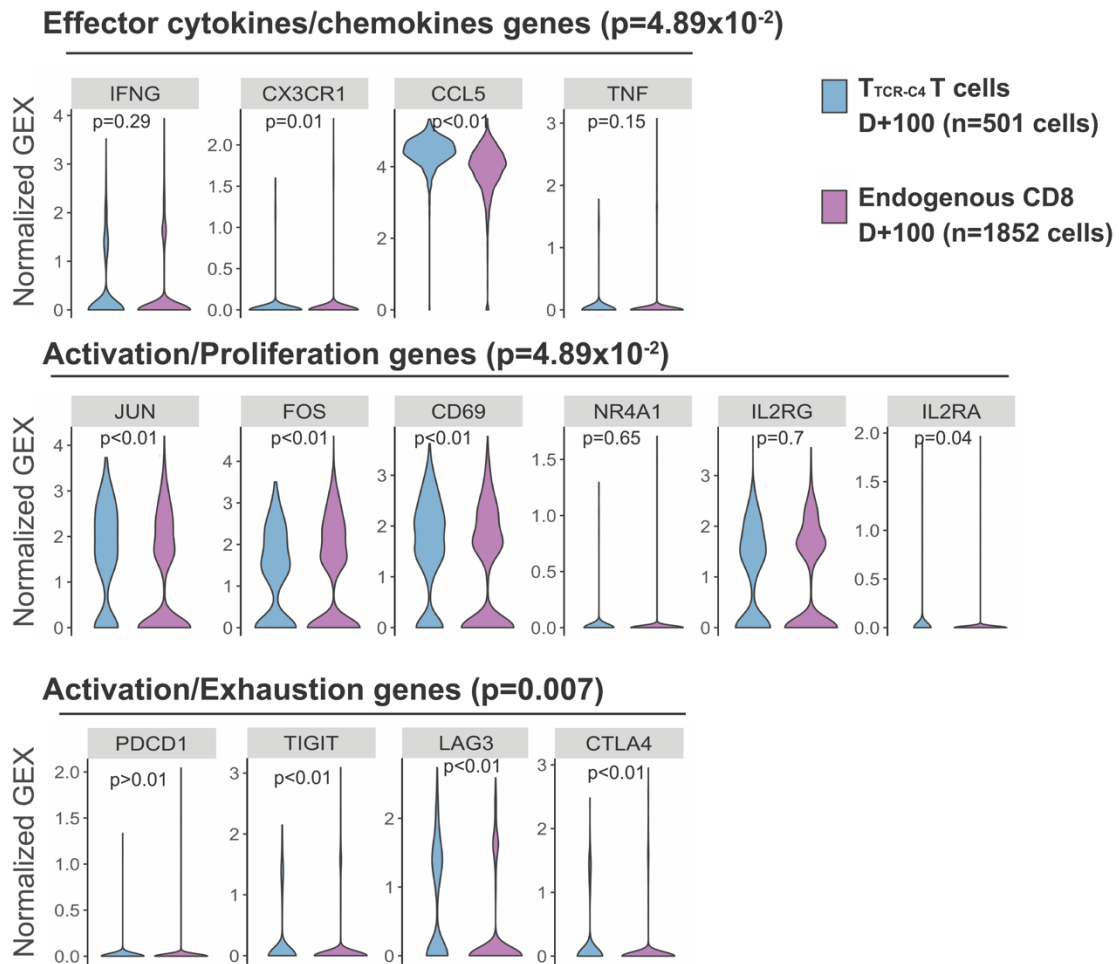 Effector cytokines/chemokines genes (p=4.89x10⁻²)
IFNG CX3CR1 CCL5 TNF
p=0.29 p=0.01 p<0.01 p=0.15
Normalized GEX
4 3 2 1 0
2.0 1.5 1.0 0.5 0.0
4 4 0
3 2 1 0
TTCR-C4 T cells
D+100 (n=501 cells)
Endogenous CD8
D+100 (n=1852 cells)
Activation/Proliferation genes (p=4.89x10⁻²)
JUN FOS CD69 NR4A1 IL2RG IL2RA
p<0.01 p<0.01 p<0.01 p=0.65 p=0.7 p=0.04
Normalized GEX
4 3 2 1 0
4 3 2 1 0
3 2 1 0
1.5 1.0 0.5 0.0
3 2 1 0
2.0 1.5 1.0 0.5 0.0
Activation/Exhaustion genes (p=0.007)
PDCD1 TIGIT LAG3 CTLA4
p>0.01 p<0.01 p<0.01 p<0.01
Normalized GEX
2.0 1.5 1.0 0.5 0.0
3 2 1 0
2 1 0
3 2 1 0